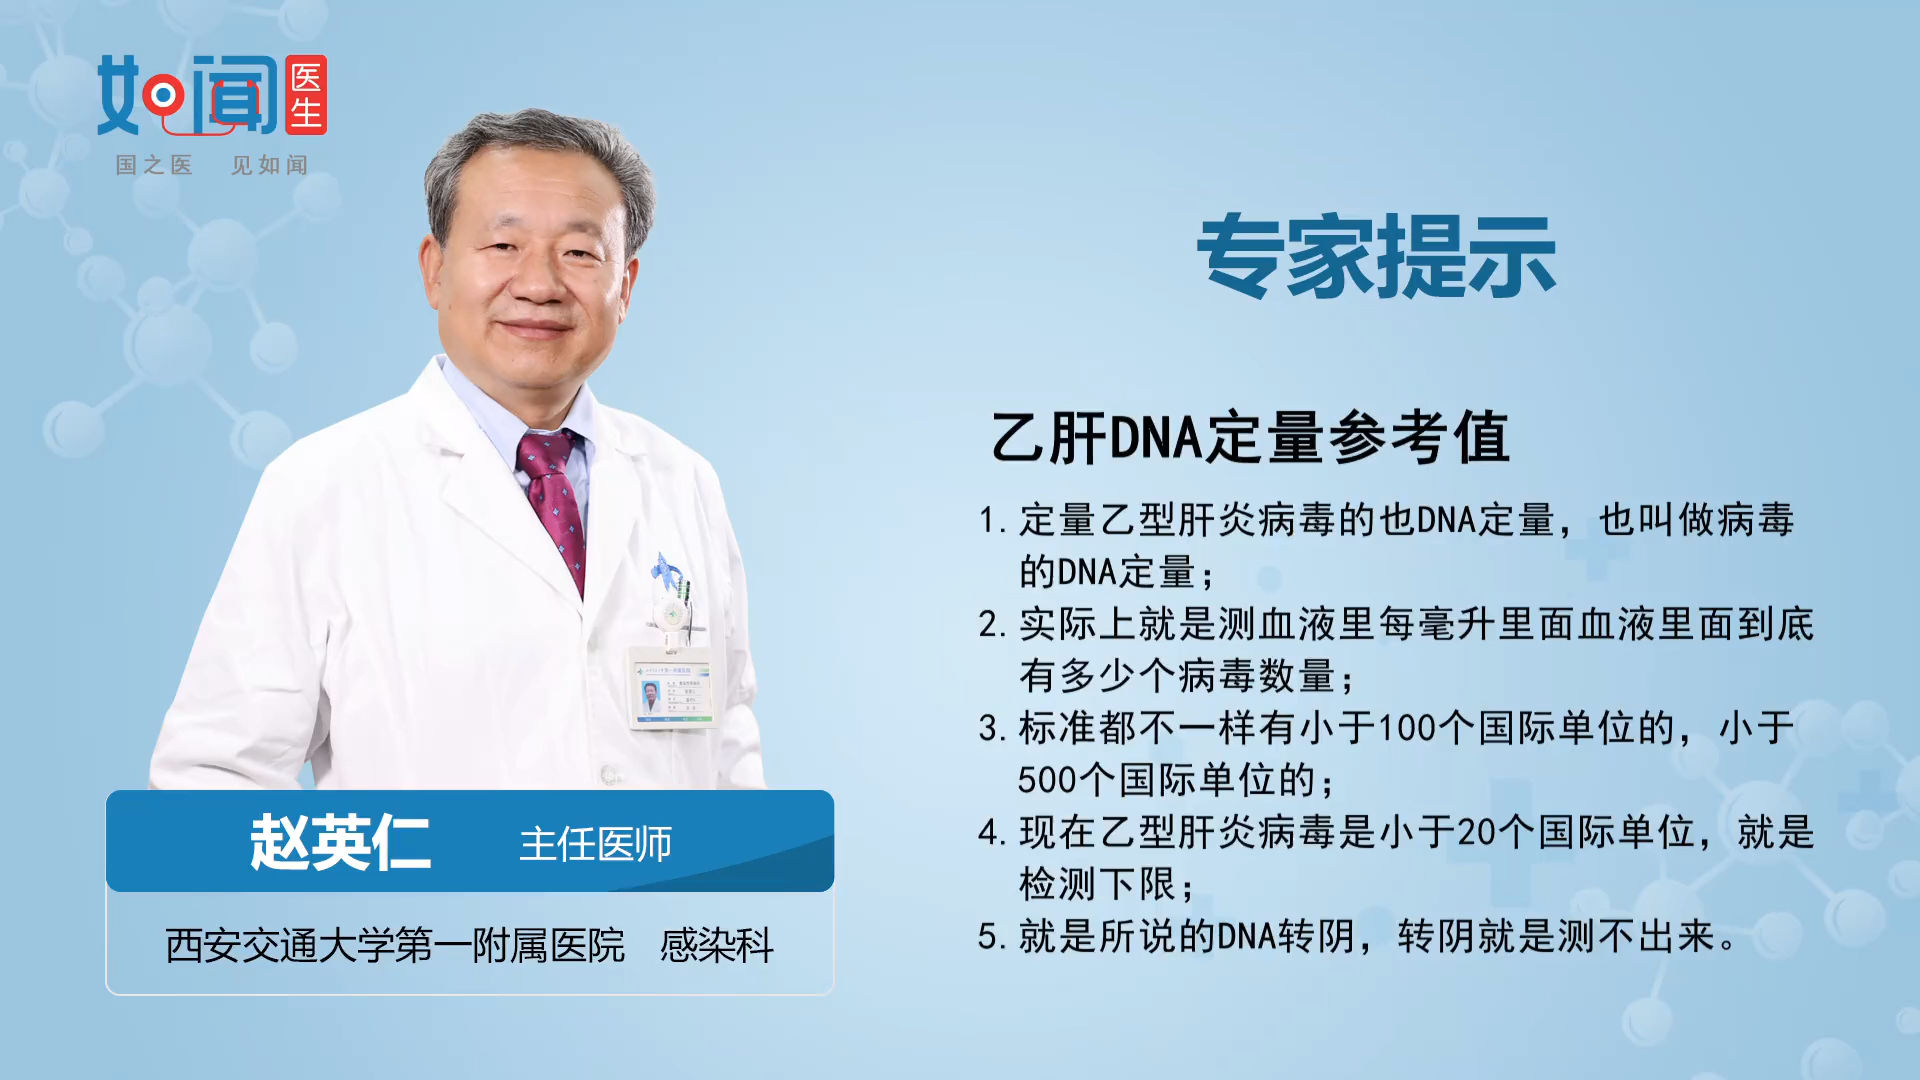 如闻医生
国之医 见如闻
专家提示
乙肝DNA定量参考值
1. 定量乙型肝炎病毒的也DNA定量，也叫做病毒
的DNA定量；
2. 实际上就是测血液里每毫升里面血液里面到底
有多少个病毒数量；
3. 标准都不一样有小于100个国际单位的，小于
500个国际单位的；
4. 现在乙型肝炎病毒是小于20个国际单位，就是
检测下限；
5. 就是所说的DNA转阴，转阴就是测不出来。
赵英仁 主任医师
西安交通大学第一附属医院 感染科